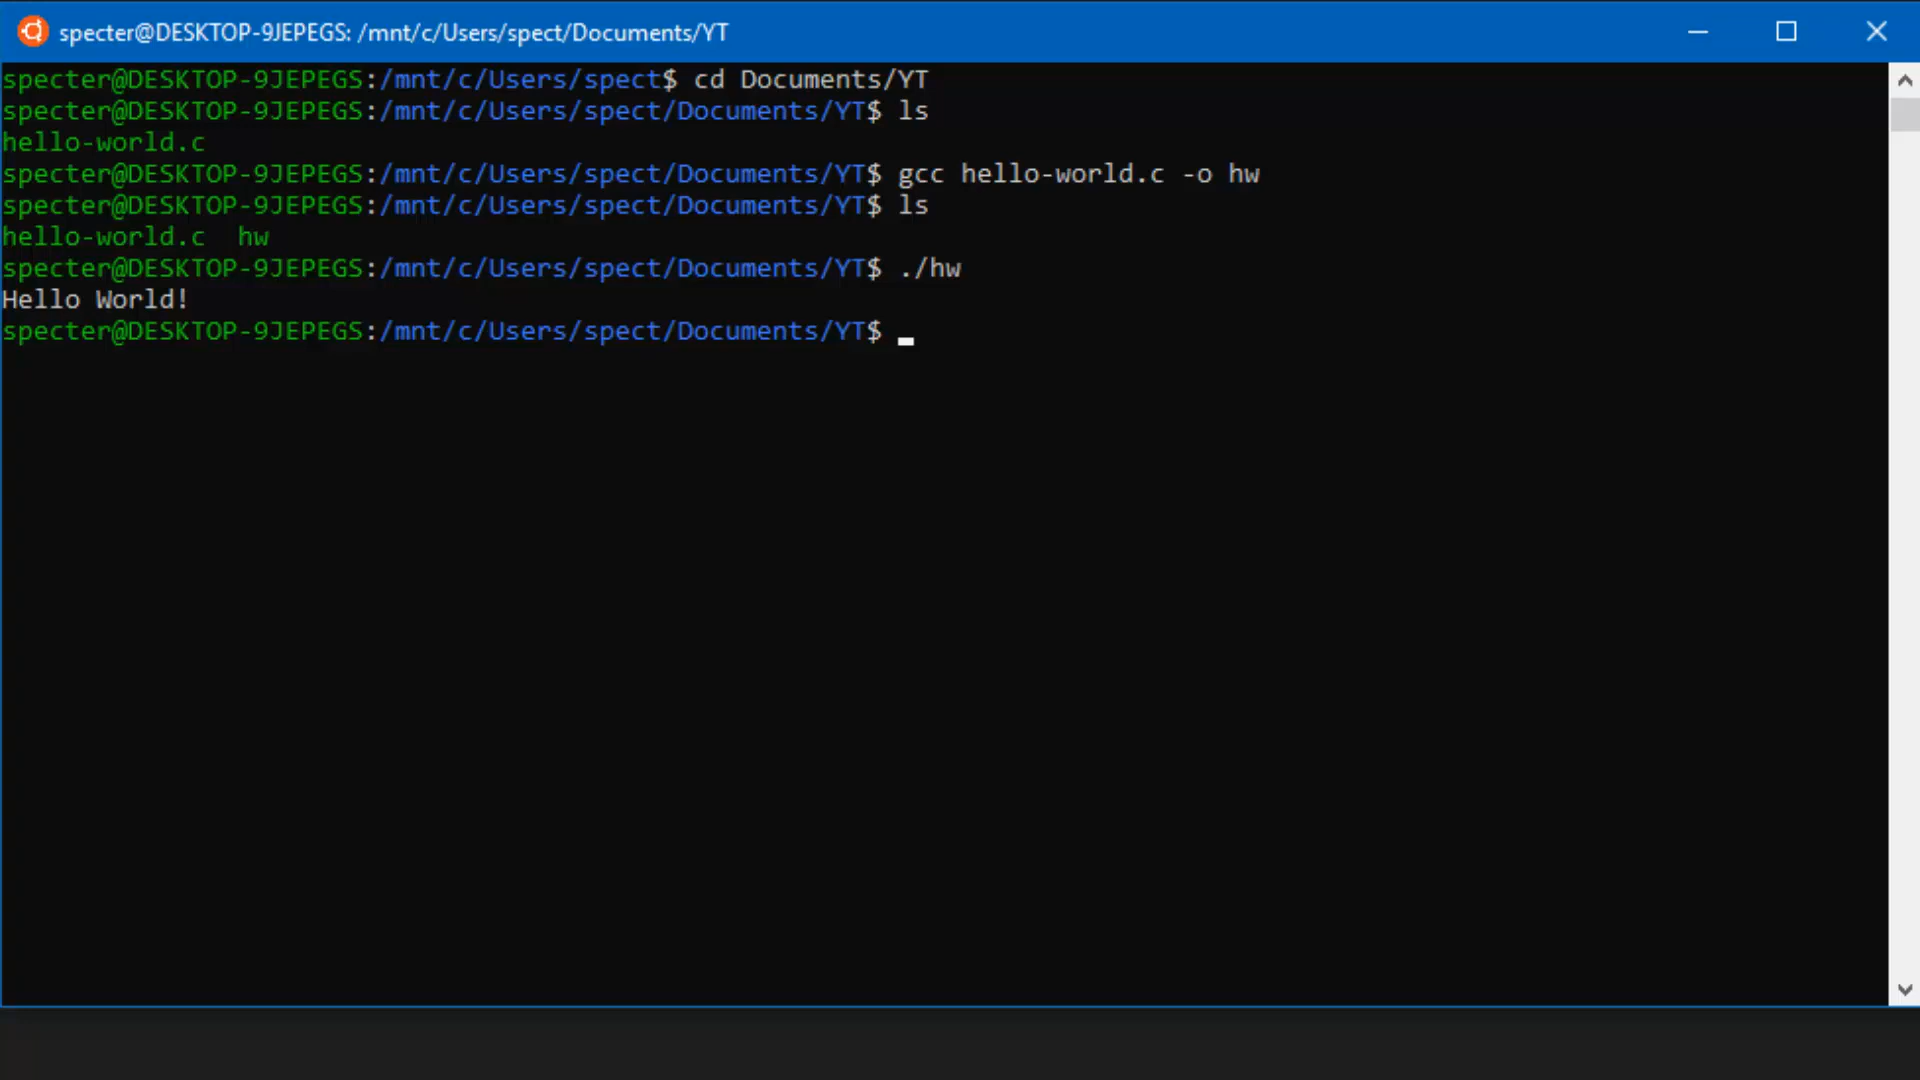 specter@DESKTOP-9JEPEGS: /mnt/c/Users/spect/Documents/YT
specter@DESKTOP-9JEPEGS:/mnt/c/Users/spect$ cd Documents/YT
specter@DESKTOP-9JEPEGS:/mnt/c/Users/spect/Documents/YT$ ls
hello-world.c
specter@DESKTOP-9JEPEGS:/mnt/c/Users/spect/Documents/YT$ gcc hello-world.c -o hw
specter@DESKTOP-9JEPEGS:/mnt/c/Users/spect/Documents/YT$ ls
hello-world.c  hw
specter@DESKTOP-9JEPEGS:/mnt/c/Users/spect/Documents/YT$ ./hw
Hello World!
specter@DESKTOP-9JEPEGS:/mnt/c/Users/spect/Documents/YT$